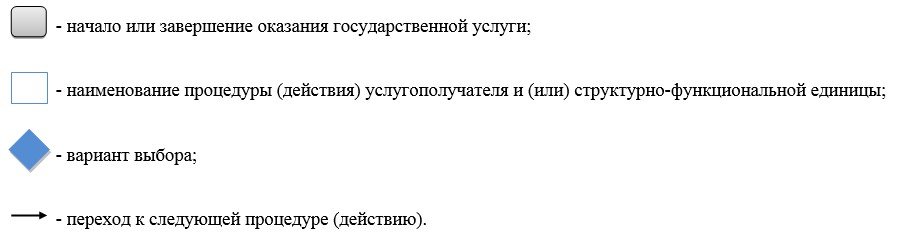 - начало или завершение оказания государственной услуги;
- наименование процедуры (действия) услугополучателя и (или) структурно-функциональной единицы;
- вариант выбора;
- переход к следующей процедуре (действию).